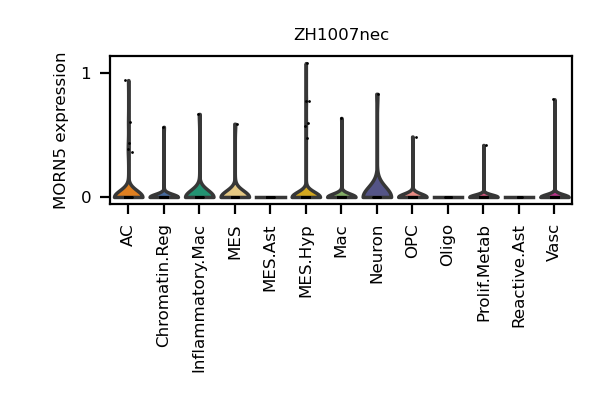 ZH1007nec
MORN5 expression
1
0
AC
Chromatin.Reg
Inflammatory.Mac
MES
MES.Ast
MES.Hyp
Mac
Neuron
OPC
Oligo
Prolif.Metab
Reactive.Ast
Vasc